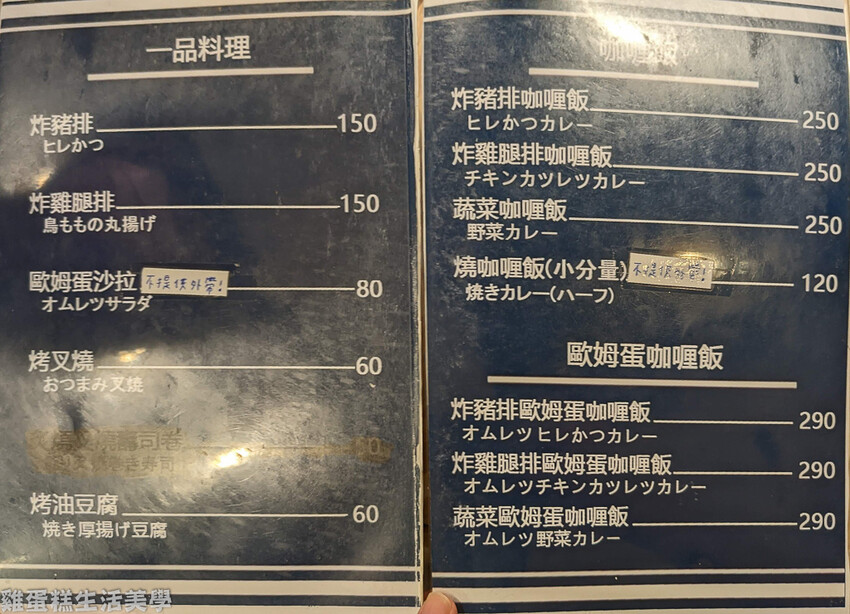 一品料理
炸豬排 150
ヒレかつ
炸雞腿排 150
鳥ももの丸揚げ
歐姆蛋沙拉 不提供外帶! 80
オムレツサラダ
烤叉燒 60
おつまみ叉燒
烤油豆腐 60
焼き厚揚げ豆腐
咖喱飯
炸豬排咖喱飯 250
ヒレかつカレー
炸雞腿排咖喱飯 250
チキンカツレツカレー
蔬菜咖喱飯 250
野菜カレー
燒咖喱飯(小分量) 不提供外帶! 120
焼きカレー(ハーフ)
歐姆蛋咖喱飯
炸豬排歐姆蛋咖喱飯 290
オムレツヒレかつカレー
炸雞腿排歐姆蛋咖喱飯 290
オムレツチキンカツレツカレー
蔬菜歐姆蛋咖喱飯 290
オムレツ野菜カレー
雞蛋糕生活美學